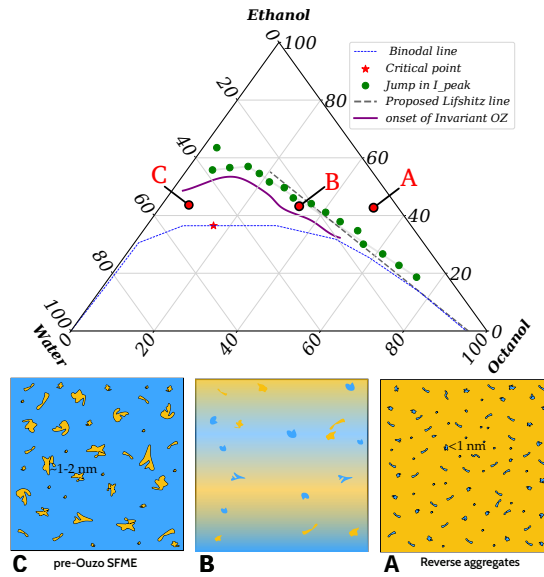 Ethanol
0
100
Binodal line
Critical point
Jump in I_peak
Proposed Lifshitz line
onset of Invariant OZ
20
80
40
60
C
B
A
60
40
80
20
100
0
0
20
40
60
80
100
Water
Octanol
1-2 nm
<1 nm
C
pre-Ouzo SFME
B
A
Reverse aggregates